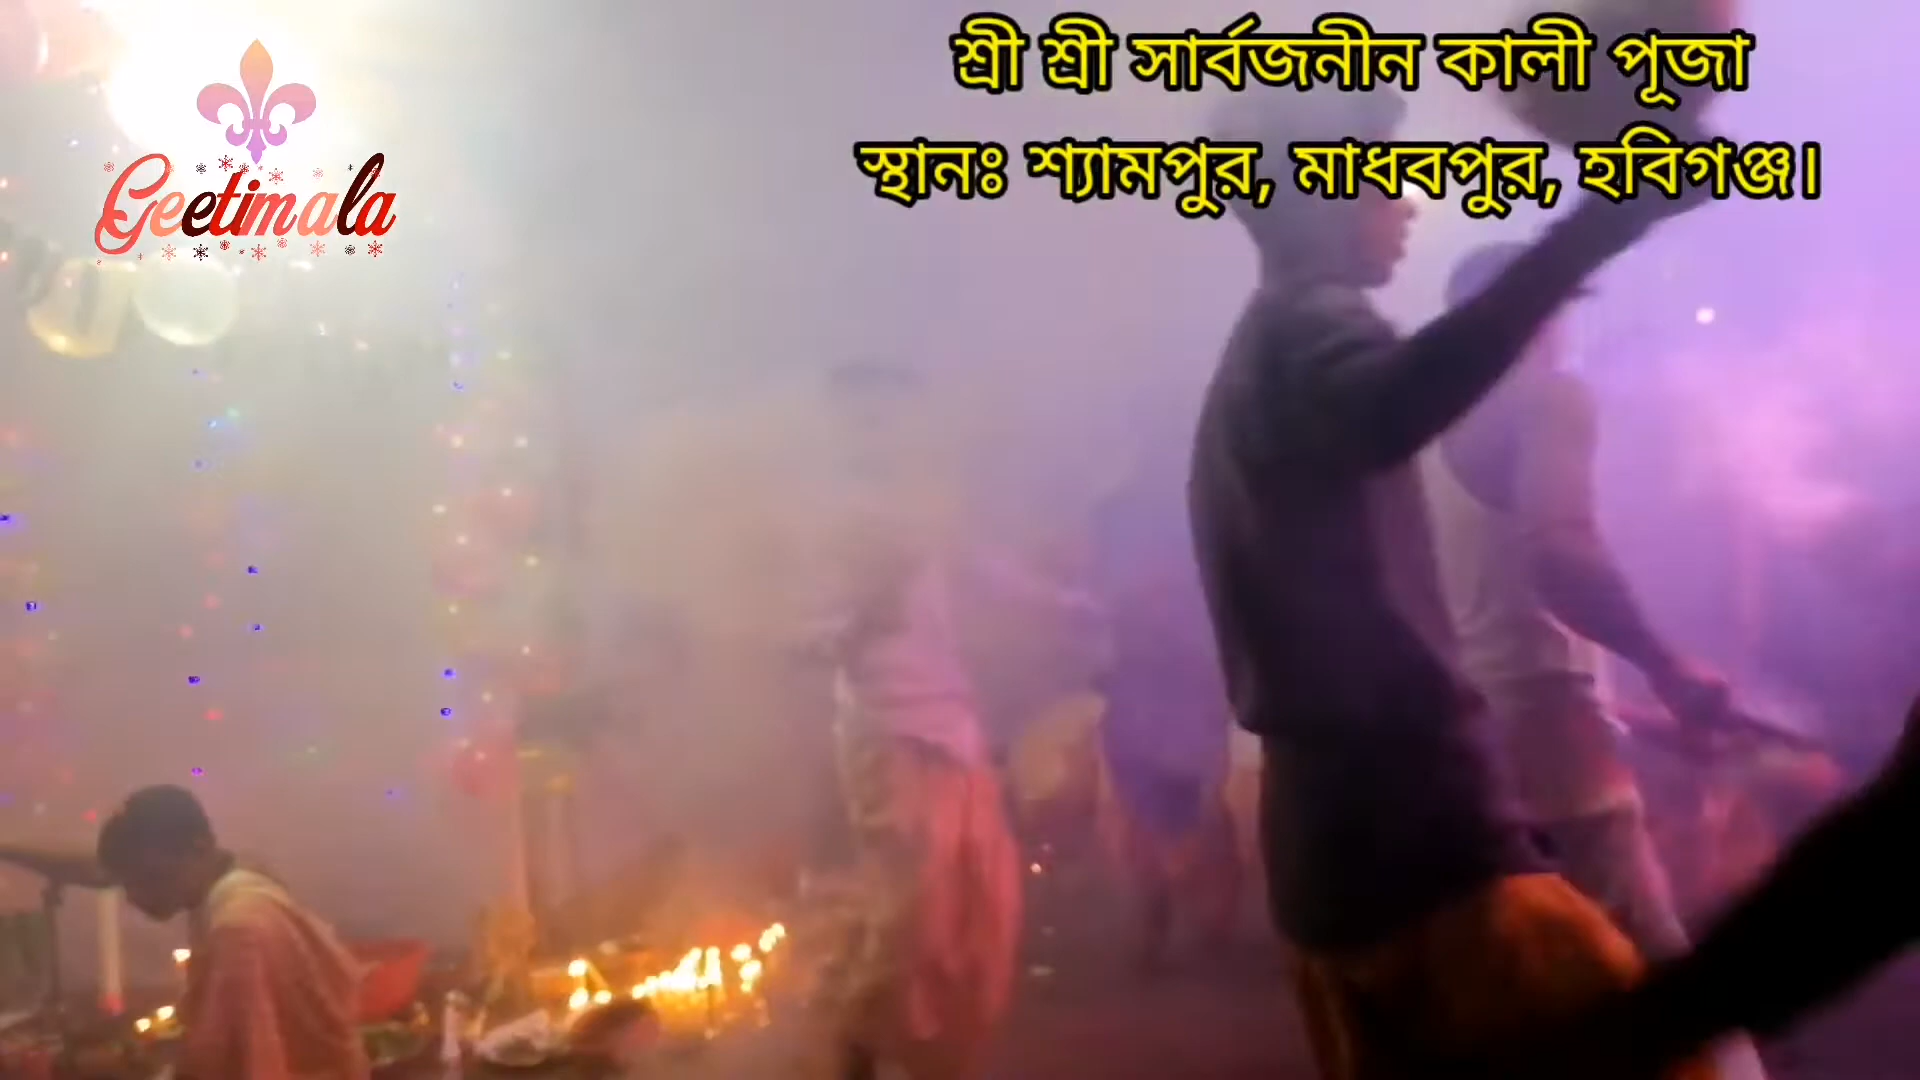 শ্রী শ্রী সার্বজনীন কালী পূজা
স্থানঃ শ্যামপুর, মাধবপুর, হবিগঞ্জ।
Geetimala